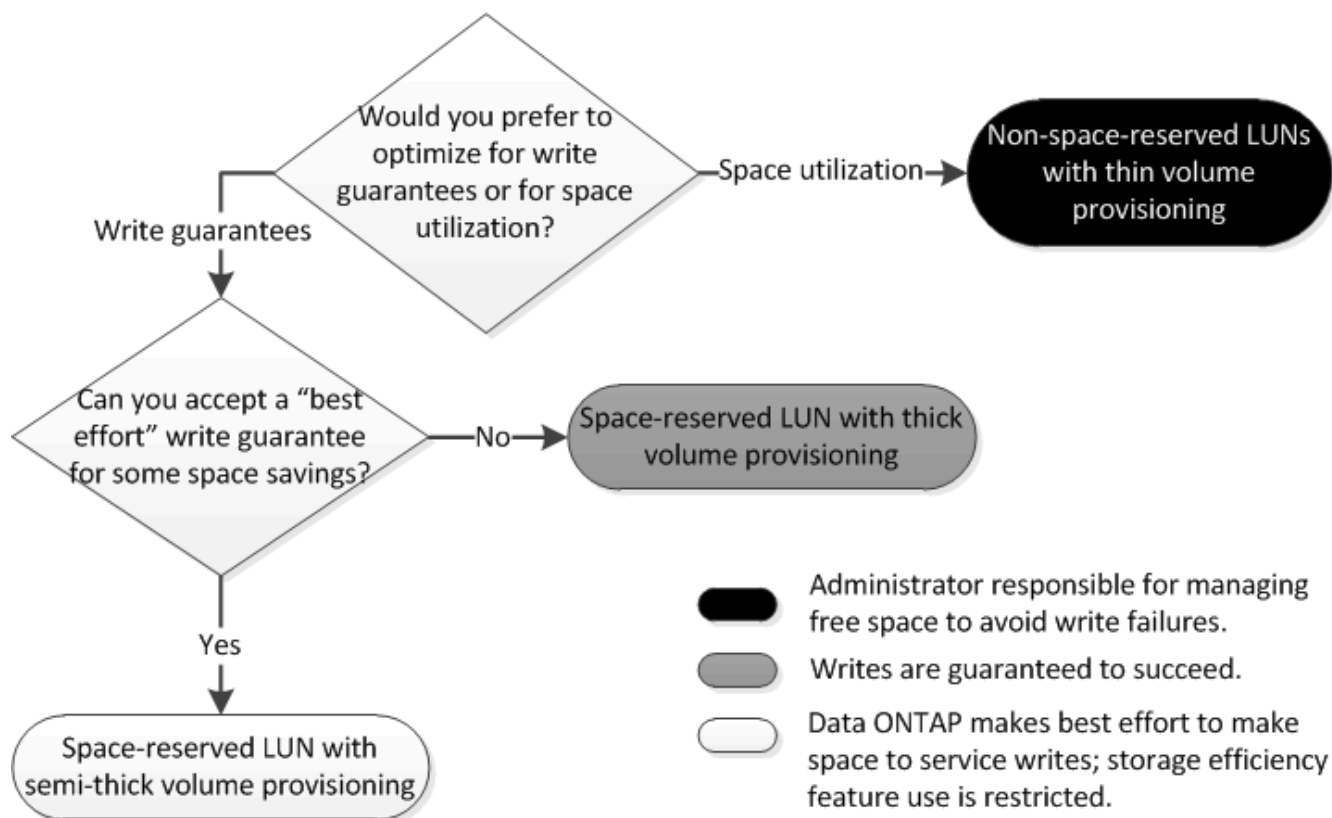 Would you prefer to
optimize for write
guarantees or for space
utilization?
Space utilization
Non-space-reserved LUNs
with thin volume
provisioning
Write guarantees
Can you accept a “best
effort” write guarantee
for some space savings?
No
Space-reserved LUN with thick
volume provisioning
Yes
Space-reserved LUN with
semi-thick volume provisioning
Administrator responsible for managing
free space to avoid write failures.
Writes are guaranteed to succeed.
Data ONTAP makes best effort to make
space to service writes; storage efficiency
feature use is restricted.